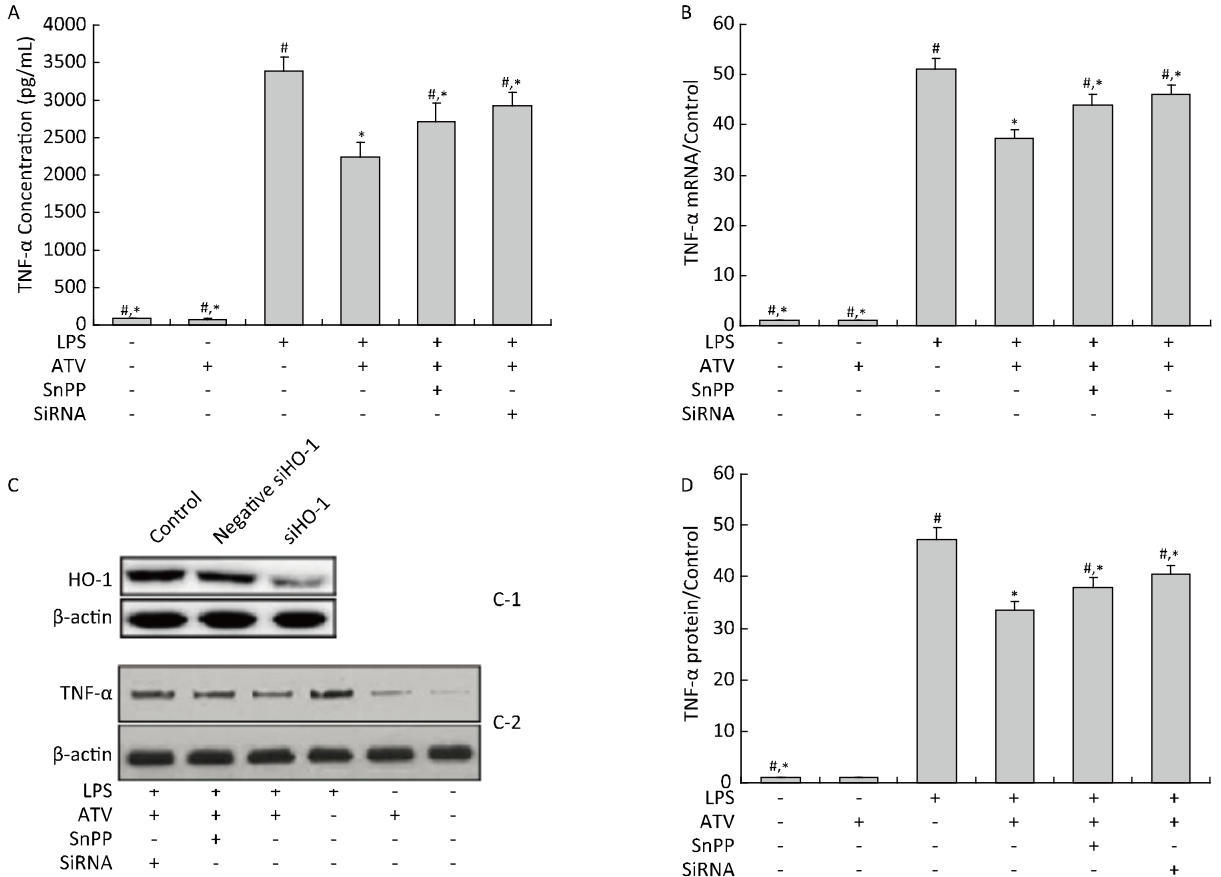 A
TNF-α Concentration (pg/mL)
4000
3500
3000
2500
2000
1500
1000
500
0
#,*
#,*
#
*
#,*
#,*
LPS - - + + + +
ATV - + - + + +
SnPP - - - - + -
SiRNA - - - - - +
B
TNF-α mRNA/Control
60
50
40
30
20
10
0
#,*
#,*
#
*
#,*
#,*
LPS - - + + + +
ATV - + - + + +
SnPP - - - - + -
SiRNA - - - - - +
C
Control
Negative siHO-1
siHO-1
HO-1
β-actin
C-1
TNF-α
β-actin
C-2
LPS + + + + - -
ATV + + + - + -
SnPP - + - - - -
SiRNA + - - - - -
D
TNF-α protein/Control
60
50
40
30
20
10
0
#,*
#
*
#,*
#,*
LPS - - + + + +
ATV - + - + + +
SnPP - - - - + -
SiRNA - - - - - +